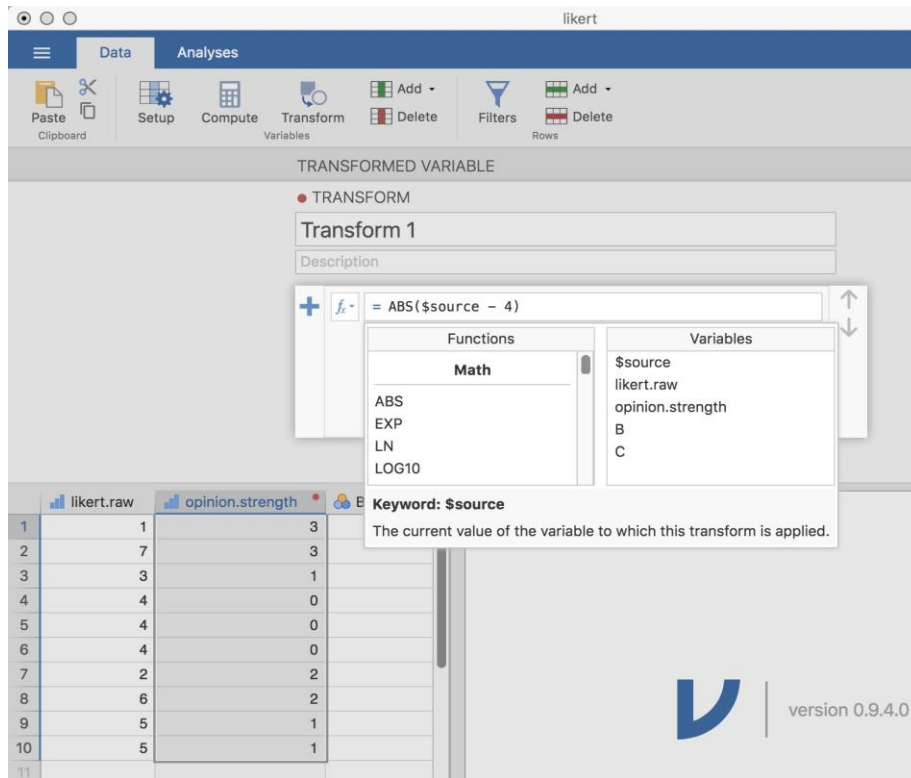 likert
Data Analyses
Paste Setup Compute Transform Add Delete Filters Add Delete
Clipboard Variables Rows
TRANSFORMED VARIABLE
TRANSFORM
Transform 1
Description
fx = ABS($source - 4)
Functions Variables
Math
ABS
EXP
LN
LOG10
$source
likert.raw
opinion.strength
B
C
Keyword: $source
The current value of the variable to which this transform is applied.
likert.raw opinion.strength B
1 1 3
2 7 3
3 3 1
4 4 0
5 4 0
6 4 0
7 2 2
8 6 2
9 5 1
10 5 1
11
version 0.9.4.0